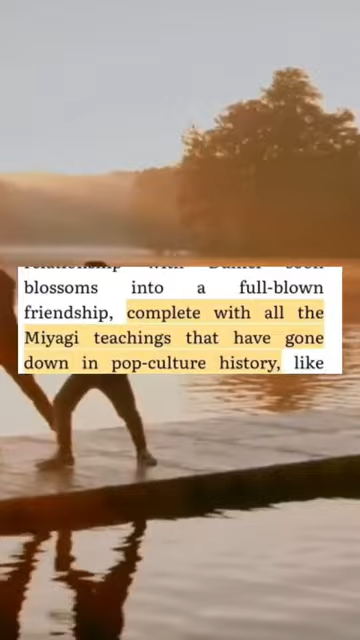 blossoms into a full-blown
friendship, complete with all the
Miyagi teachings that have gone
down in pop-culture history, like